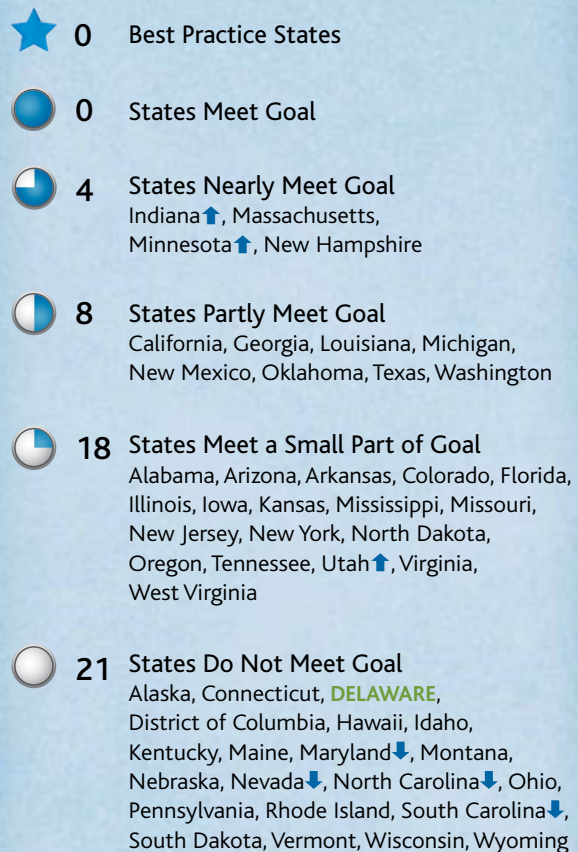 0 Best Practice States
0 States Meet Goal
4 States Nearly Meet Goal
Indiana⬆, Massachusetts,
Minnesota⬆, New Hampshire
8 States Partly Meet Goal
California, Georgia, Louisiana, Michigan,
New Mexico, Oklahoma, Texas, Washington
18 States Meet a Small Part of Goal
Alabama, Arizona, Arkansas, Colorado, Florida,
Illinois, Iowa, Kansas, Mississippi, Missouri,
New Jersey, New York, North Dakota,
Oregon, Tennessee, Utah⬆, Virginia,
West Virginia
21 States Do Not Meet Goal
Alaska, Connecticut, DELAWARE,
District of Columbia, Hawaii, Idaho,
Kentucky, Maine, Maryland⬇, Montana,
Nebraska, Nevada⬇, North Carolina⬇, Ohio,
Pennsylvania, Rhode Island, South Carolina⬇,
South Dakota, Vermont, Wisconsin, Wyoming